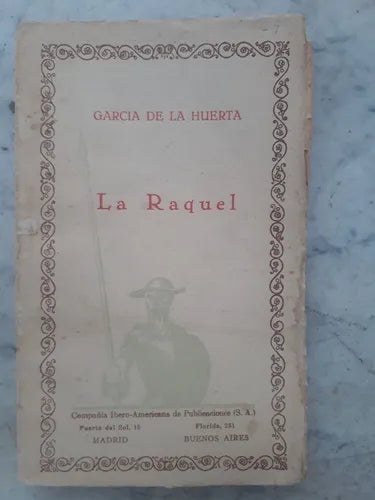 GARCIA DE LA HUERTA
La Raquel
Compañía Ibero-Americana de Publicaciones (S. A.)
Puerta del Sol, 15 Florida, 251
MADRID BUENOS AIRES